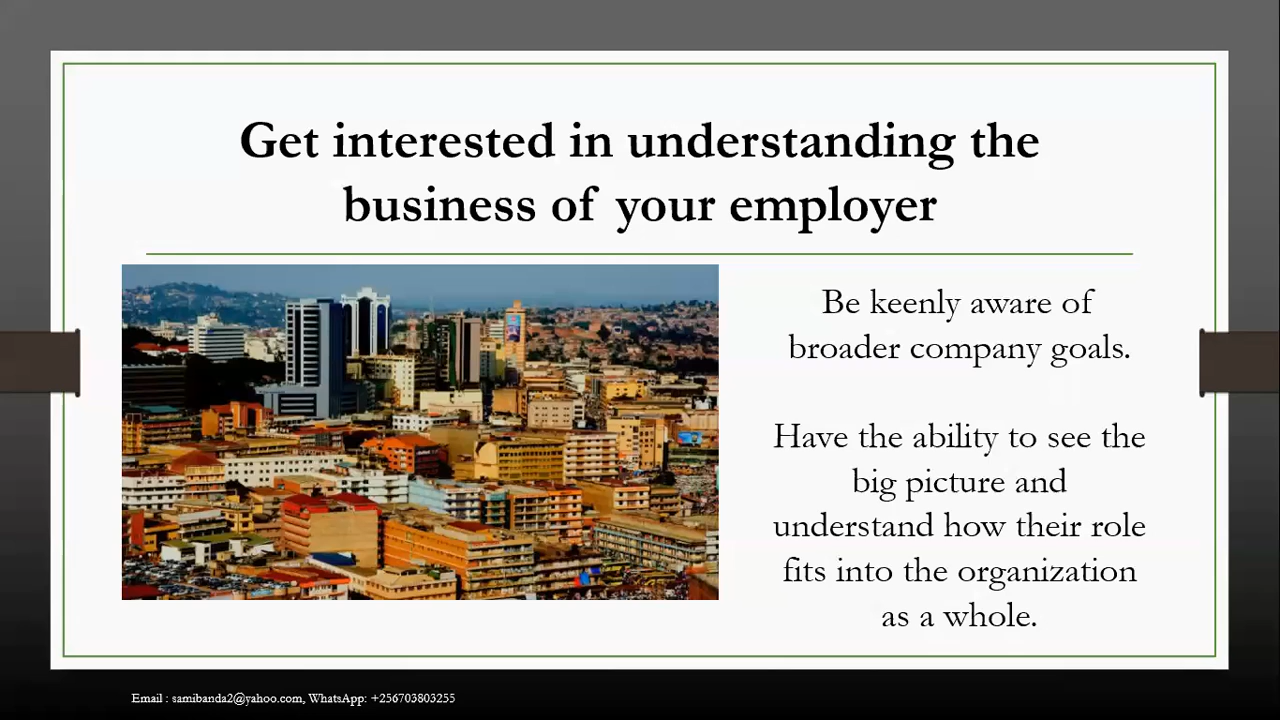 Get interested in understanding the
business of your employer
Be keenly aware of
broader company goals.
Have the ability to see the
big picture and
understand how their role
fits into the organization
as a whole.
Email : samibanda2@yahoo.com, WhatsApp: +256703803255